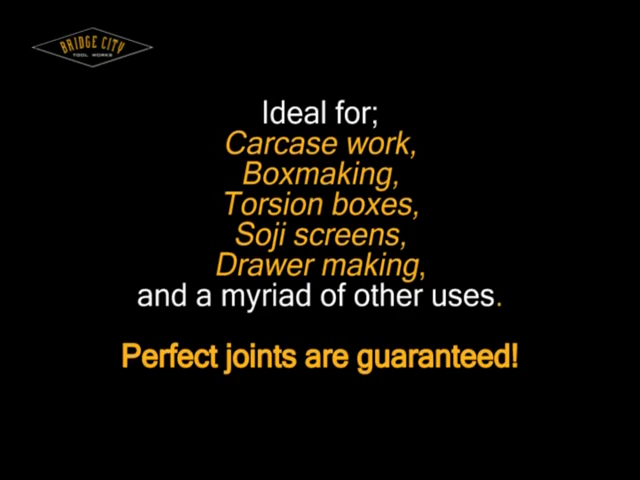 BRIDGE CITY
TOOL WORKS
Ideal for;
Carcase work,
Boxmaking,
Torsion boxes,
Soji screens,
Drawer making,
and a myriad of other uses.
Perfect joints are guaranteed!